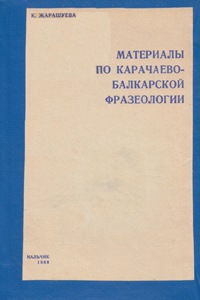 К. ЖАРАШУЕВА
МАТЕРИАЛЫ
ПО КАРАЧАЕВО-
БАЛКАРСКОЙ
ФРАЗЕОЛОГИИ
НАЛЬЧИК